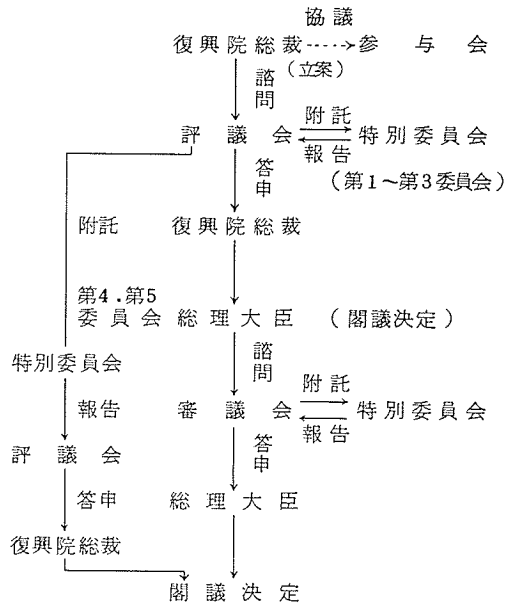 協議
復興院総裁 参与会
(立案)
諮問
附託
評議会 特別委員会
報告
答申
(第1〜第3委員会)
附託 復興院総裁
第4.第5
委員会 総理大臣 (閣議決定)
特別委員会
諮問
附託
報告 審議会 特別委員会
報告
答申
評議会
答申 総理大臣
復興院総裁
閣議決定